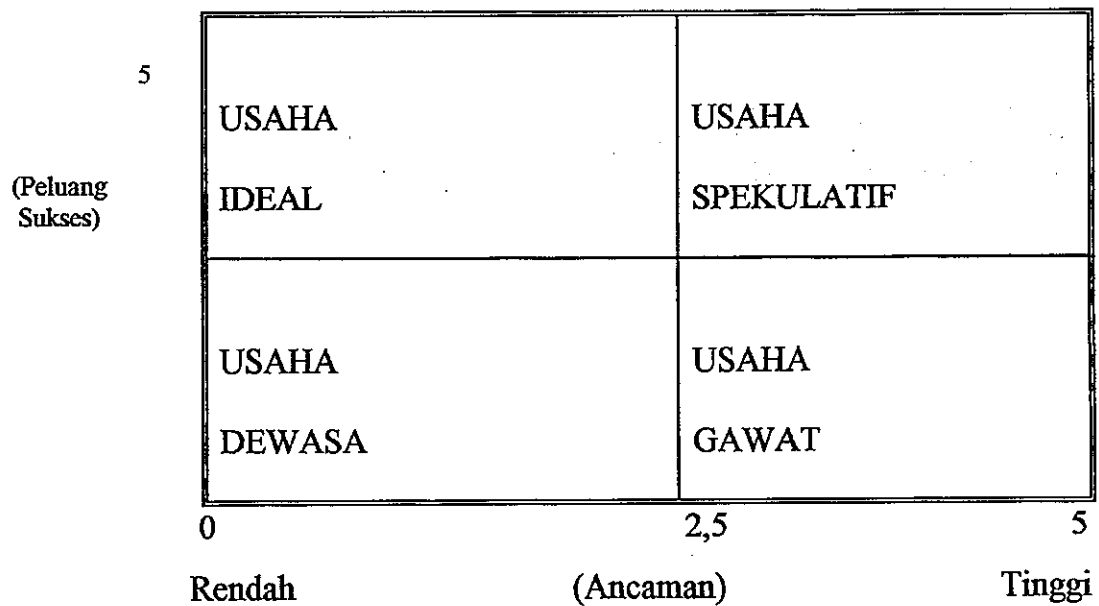 5
USAHA
IDEAL
USAHA
SPEKULATIF
(Peluang
Sukses)
USAHA
DEWASA
USAHA
GAWAT
0 2,5 5
Rendah (Ancaman) Tinggi